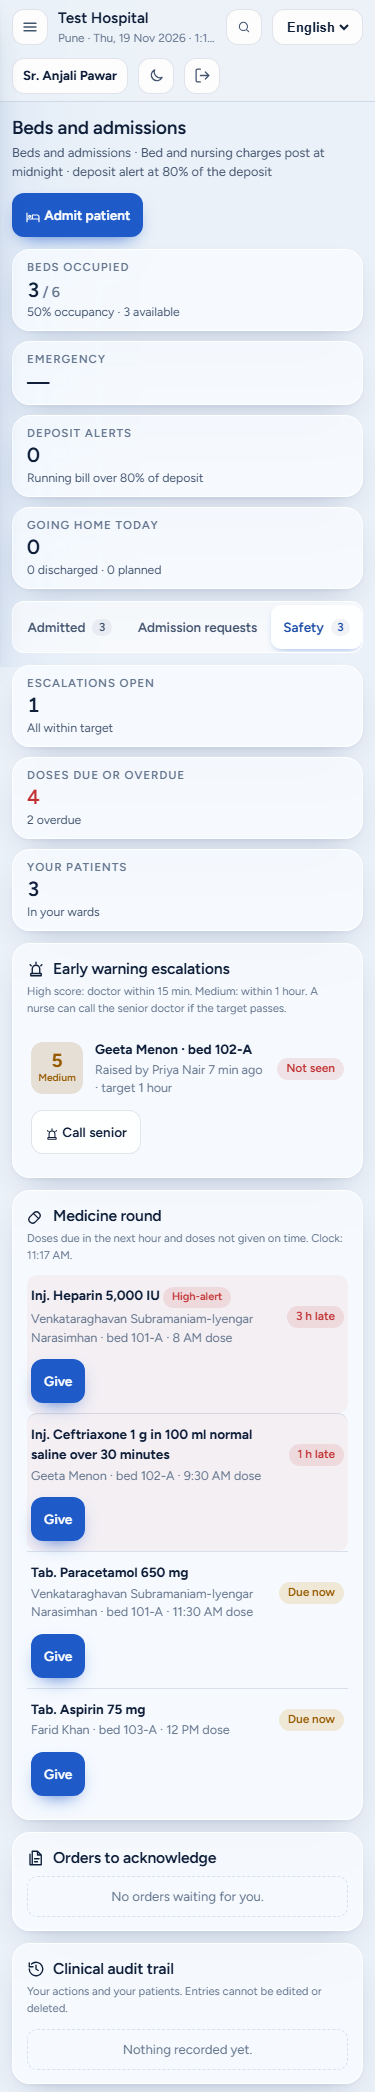 Test Hospital
Pune · Thu, 19 Nov 2026 · 1:1...
English
Sr. Anjali Pawar
Beds and admissions
Beds and admissions · Bed and nursing charges post at
midnight · deposit alert at 80% of the deposit
Admit patient
BEDS OCCUPIED
3 / 6
50% occupancy · 3 available
EMERGENCY
—
DEPOSIT ALERTS
0
Running bill over 80% of deposit
GOING HOME TODAY
0
0 discharged · 0 planned
Admitted 3 Admission requests Safety 3
ESCALATIONS OPEN
1
All within target
DOSES DUE OR OVERDUE
4
2 overdue
YOUR PATIENTS
3
In your wards
Early warning escalations
High score: doctor within 15 min. Medium: within 1 hour. A
nurse can call the senior doctor if the target passes.
5
Medium
Geeta Menon · bed 102-A
Raised by Priya Nair 7 min ago
· target 1 hour
Not seen
Call senior
Medicine round
Doses due in the next hour and doses not given on time. Clock:
11:17 AM.
Inj. Heparin 5,000 IU High-alert
Venkataraghavan Subramaniam-Iyengar
Narasimhan · bed 101-A · 8 AM dose
3 h late
Give
Inj. Ceftriaxone 1 g in 100 ml normal
saline over 30 minutes
Geeta Menon · bed 102-A · 9:30 AM dose
1 h late
Give
Tab. Paracetamol 650 mg
Venkataraghavan Subramaniam-Iyengar
Narasimhan · bed 101-A · 11:30 AM dose
Due now
Give
Tab. Aspirin 75 mg
Farid Khan · bed 103-A · 12 PM dose
Due now
Give
Orders to acknowledge
No orders waiting for you.
Clinical audit trail
Your actions and your patients. Entries cannot be edited or
deleted.
Nothing recorded yet.